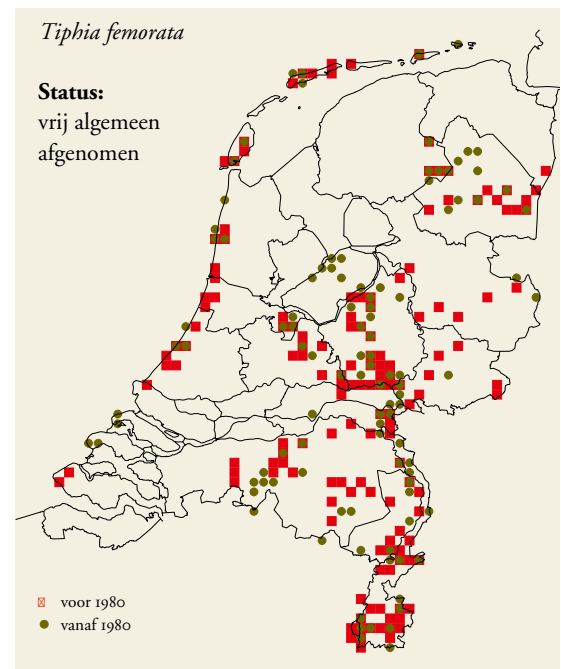 Tiphia femorata
Status:
vrij algemeen
afgenomen
voor 1980
vanaf 1980